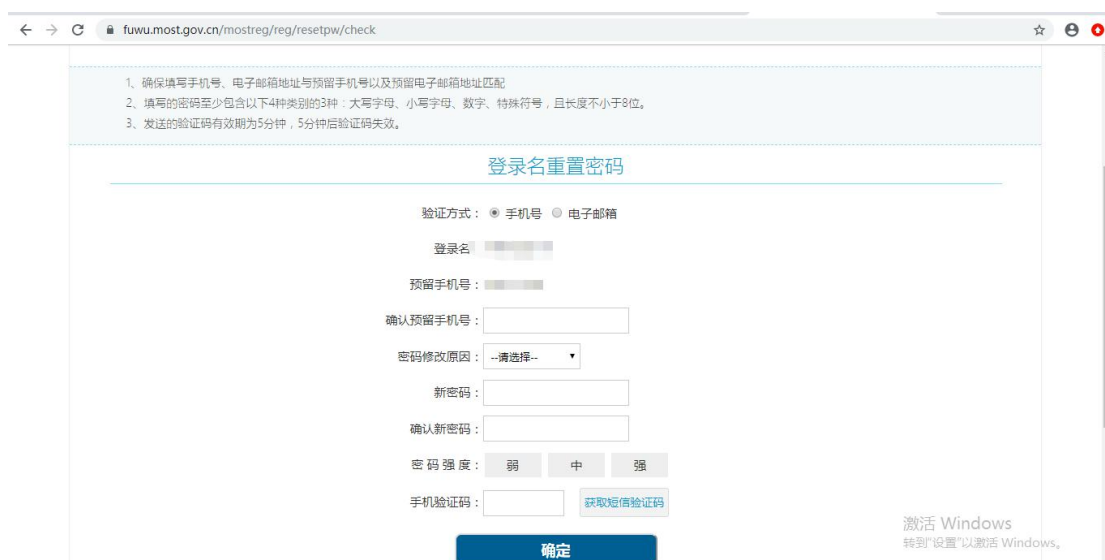 fuwu.most.gov.cn/mostreg/reg/resetpw/check
1、确保填写手机号、电子邮箱地址与预留手机号以及预留电子邮箱地址匹配
2、填写的密码至少包含以下4种类别的3种：大写字母、小写字母、数字、特殊符号，且长度不小于8位。
3、发送的验证码有效期为5分钟，5分钟后验证码失效。
登录名重置密码
验证方式： 手机号 电子邮箱
登录名
预留手机号：
确认预留手机号：
密码修改原因： --请选择--
新密码：
确认新密码：
密码强度： 弱 中 强
手机验证码： 获取短信验证码
确定
激活 Windows
转到"设置"以激活 Windows。